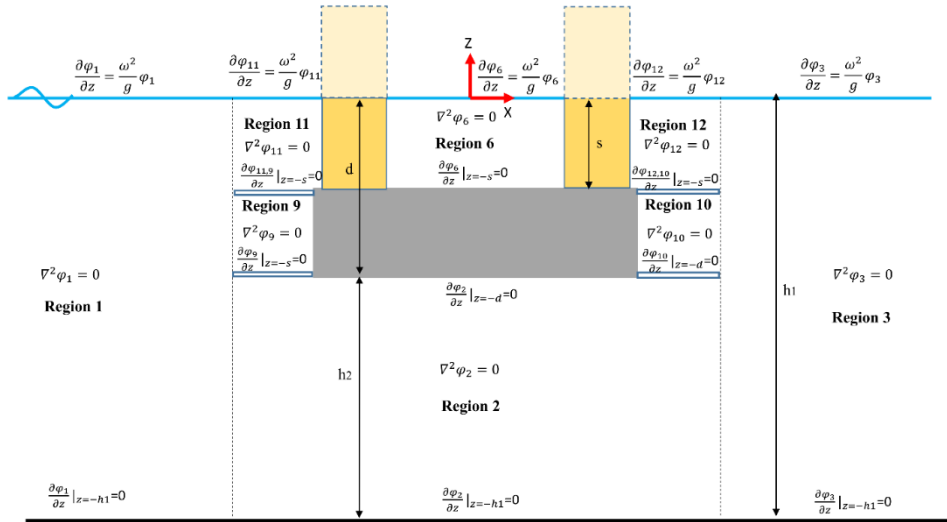 Z
∂φ₁/∂z = ω²/g φ₁
∂φ₁₁/∂z = ω²/g φ₁₁
∂φ₆/∂z = ω²/g φ₆
∂φ₁₂/∂z = ω²/g φ₁₂
∂φ₃/∂z = ω²/g φ₃
X
Region 11
∇²φ₆ = 0
Region 12
∇²φ₁₁ = 0
Region 6
s
∇²φ₁₂ = 0
d
∂φ₁₁,₉/∂z |z=−s=0
∂φ₆/∂z |z=−s=0
∂φ₁₂,₁₀/∂z |z=−s=0
Region 9
Region 10
∇²φ₉ = 0
∇²φ₁₀ = 0
∂φ₉/∂z |z=−s=0
∂φ₁₀/∂z |z=−d=0
∇²φ₁ = 0
∇²φ₃ = 0
Region 1
∂φ₂/∂z |z=−d=0
h1
Region 3
h2
∇²φ₂ = 0
Region 2
∂φ₁/∂z |z=−h1=0
∂φ₂/∂z |z=−h1=0
∂φ₃/∂z |z=−h1=0